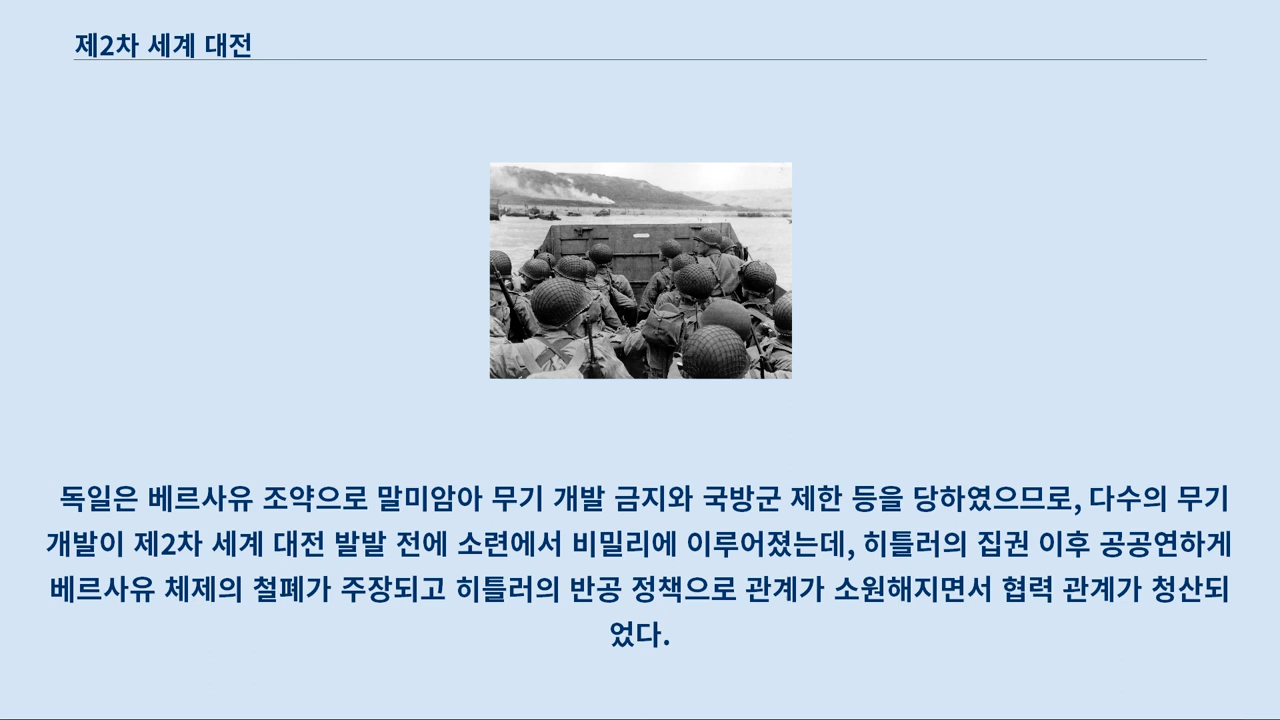 제2차 세계 대전
독일은 베르사유 조약으로 말미암아 무기 개발 금지와 국방군 제한 등을 당하였으므로, 다수의 무기
개발이 제2차 세계 대전 발발 전에 소련에서 비밀리에 이루어졌는데, 히틀러의 집권 이후 공공연하게
베르사유 체제의 철폐가 주장되고 히틀러의 반공 정책으로 관계가 소원해지면서 협력 관계가 청산되
었다.